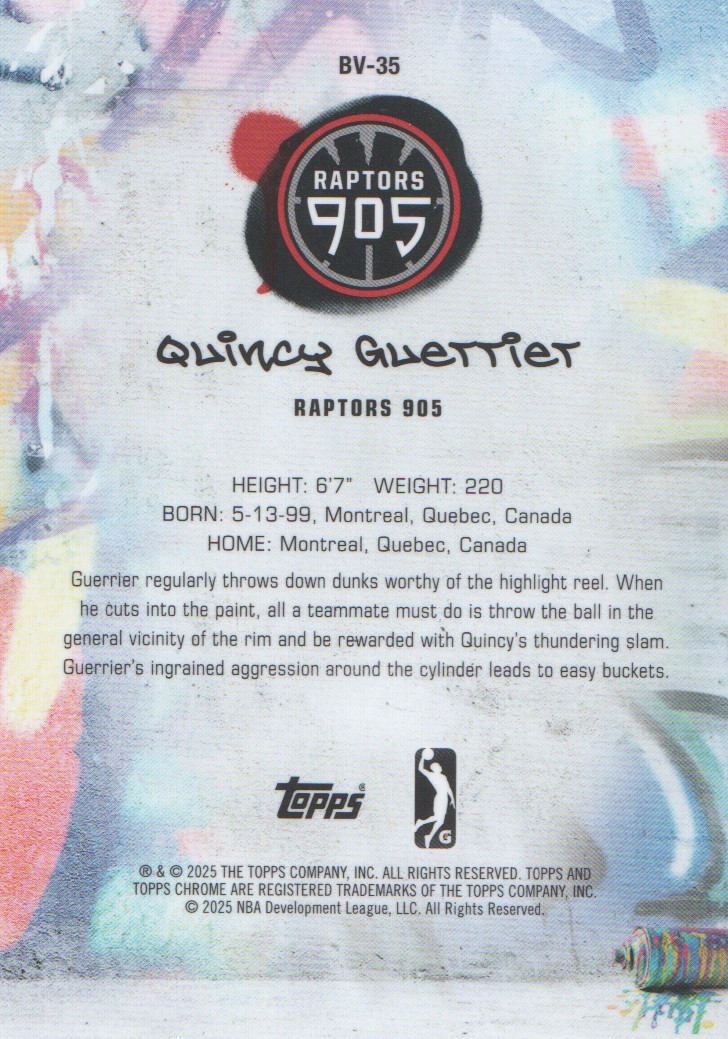 BV-35
RAPTORS
905
Quincy Guerrier
RAPTORS 905
HEIGHT: 6'7" WEIGHT: 220
BORN: 5-13-99, Montreal, Quebec, Canada
HOME: Montreal, Quebec, Canada
Guerrier regularly throws down dunks worthy of the highlight reel. When
he cuts into the paint, all a teammate must do is throw the ball in the
general vicinity of the rim and be rewarded with Quincy's thundering slam.
Guerrier's ingrained aggression around the cylinder leads to easy buckets.
Topps®
G
® & © 2025 THE TOPPS COMPANY, INC. ALL RIGHTS RESERVED. TOPPS AND
TOPPS CHROME ARE REGISTERED TRADEMARKS OF THE TOPPS COMPANY, INC.
© 2025 NBA Development League, LLC. All Rights Reserved.